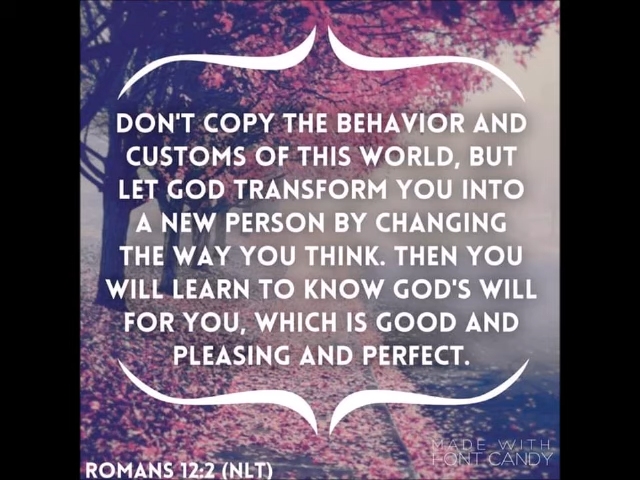 DON'T COPY THE BEHAVIOR AND
CUSTOMS OF THIS WORLD, BUT
LET GOD TRANSFORM YOU INTO
A NEW PERSON BY CHANGING
THE WAY YOU THINK. THEN YOU
WILL LEARN TO KNOW GOD'S WILL
FOR YOU, WHICH IS GOOD AND
PLEASING AND PERFECT.
MADE WITH
FONT CANDY
ROMANS 12:2 (NLT)